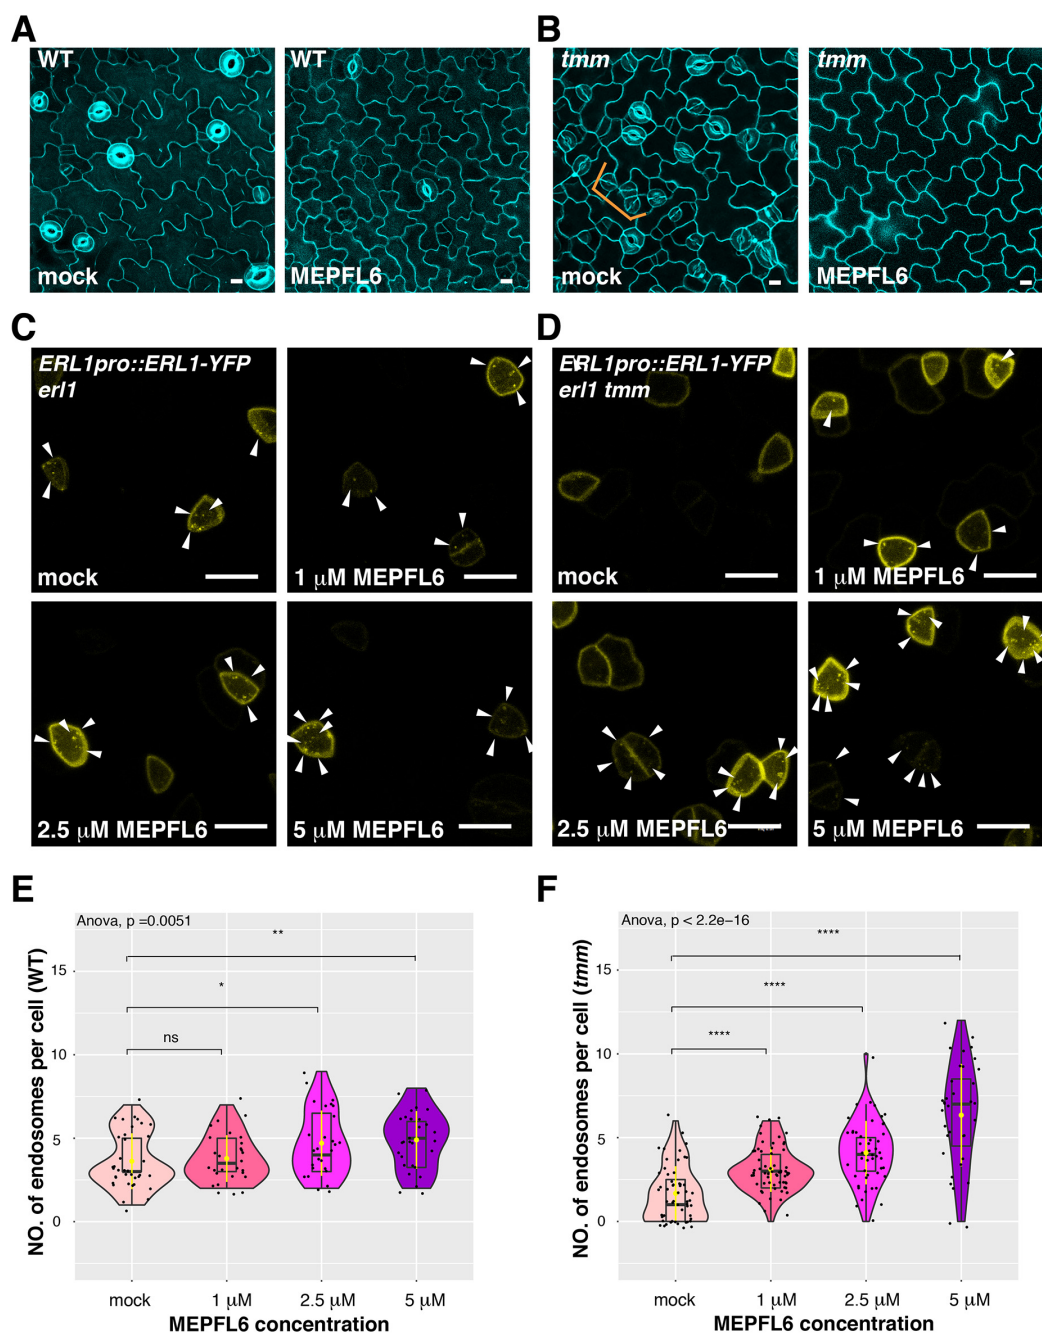 A
B
WT
WT
tmm
tmm
mock
MEPFL6
mock
MEPFL6
C
D
ERL1pro::ERL1-YFP
erl1
ERL1pro::ERL1-YFP
erl1 tmm
mock
1 μM MEPFL6
mock
1 μM MEPFL6
2.5 μM MEPFL6
5 μM MEPFL6
2.5 μM MEPFL6
5 μM MEPFL6
E
Anova, p =0.0051
**
*
ns
15
10
5
0
NO. of endosomes per cell (WT)
mock
1 μM
2.5 μM
5 μM
MEPFL6 concentration
F
Anova, p < 2.2e−16
****
****
****
15
10
5
0
NO. of endosomes per cell (tmm)
mock
1 μM
2.5 μM
5 μM
MEPFL6 concentration